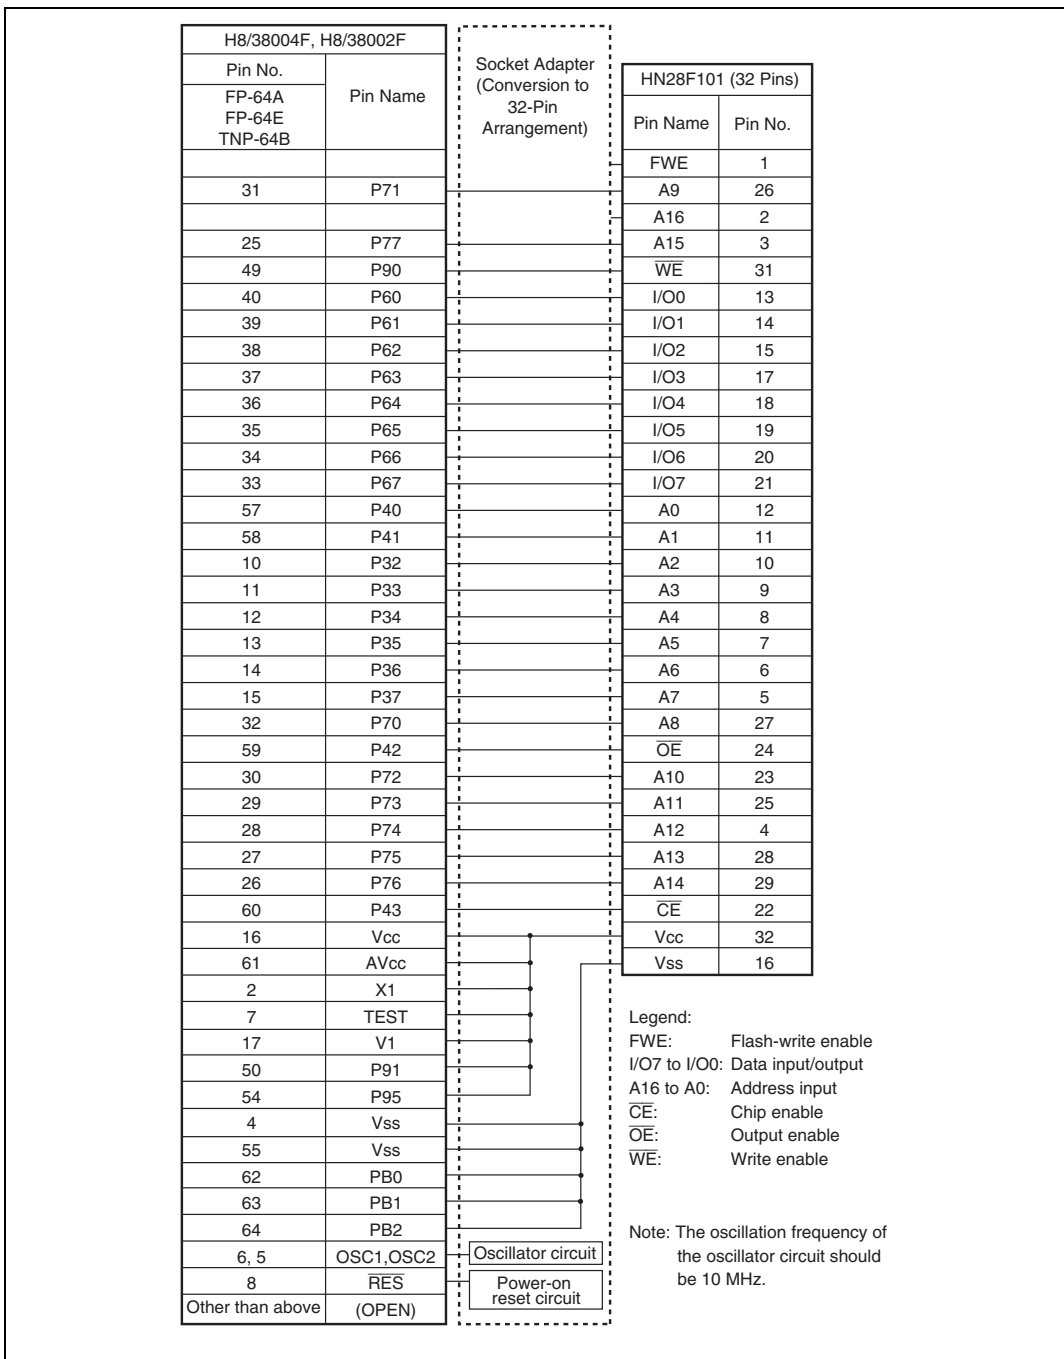 H8/38004F, H8/38002F
Pin No.
FP-64A
FP-64E
TNP-64B
Pin Name
Socket Adapter
(Conversion to
32-Pin
Arrangement)
HN28F101 (32 Pins)
Pin Name Pin No.
FWE 1
31 P71 A9 26
A16 2
25 P77 A15 3
49 P90 W̅E̅ 31
40 P60 I/O0 13
39 P61 I/O1 14
38 P62 I/O2 15
37 P63 I/O3 17
36 P64 I/O4 18
35 P65 I/O5 19
34 P66 I/O6 20
33 P67 I/O7 21
57 P40 A0 12
58 P41 A1 11
10 P32 A2 10
11 P33 A3 9
12 P34 A4 8
13 P35 A5 7
14 P36 A6 6
15 P37 A7 5
32 P70 A8 27
59 P42 O̅E̅ 24
30 P72 A10 23
29 P73 A11 25
28 P74 A12 4
27 P75 A13 28
26 P76 A14 29
60 P43 C̅E̅ 22
16 Vcc Vcc 32
61 AVcc Vss 16
2 X1
7 TEST
17 V1
50 P91
54 P95
4 Vss
55 Vss
62 PB0
63 PB1
64 PB2
6, 5 OSC1,OSC2 Oscillator circuit
8 R̅E̅S̅ Power-on
reset circuit
Other than above (OPEN)
Legend:
FWE: Flash-write enable
I/O7 to I/O0: Data input/output
A16 to A0: Address input
C̅E̅: Chip enable
O̅E̅: Output enable
W̅E̅: Write enable
Note: The oscillation frequency of
the oscillator circuit should
be 10 MHz.